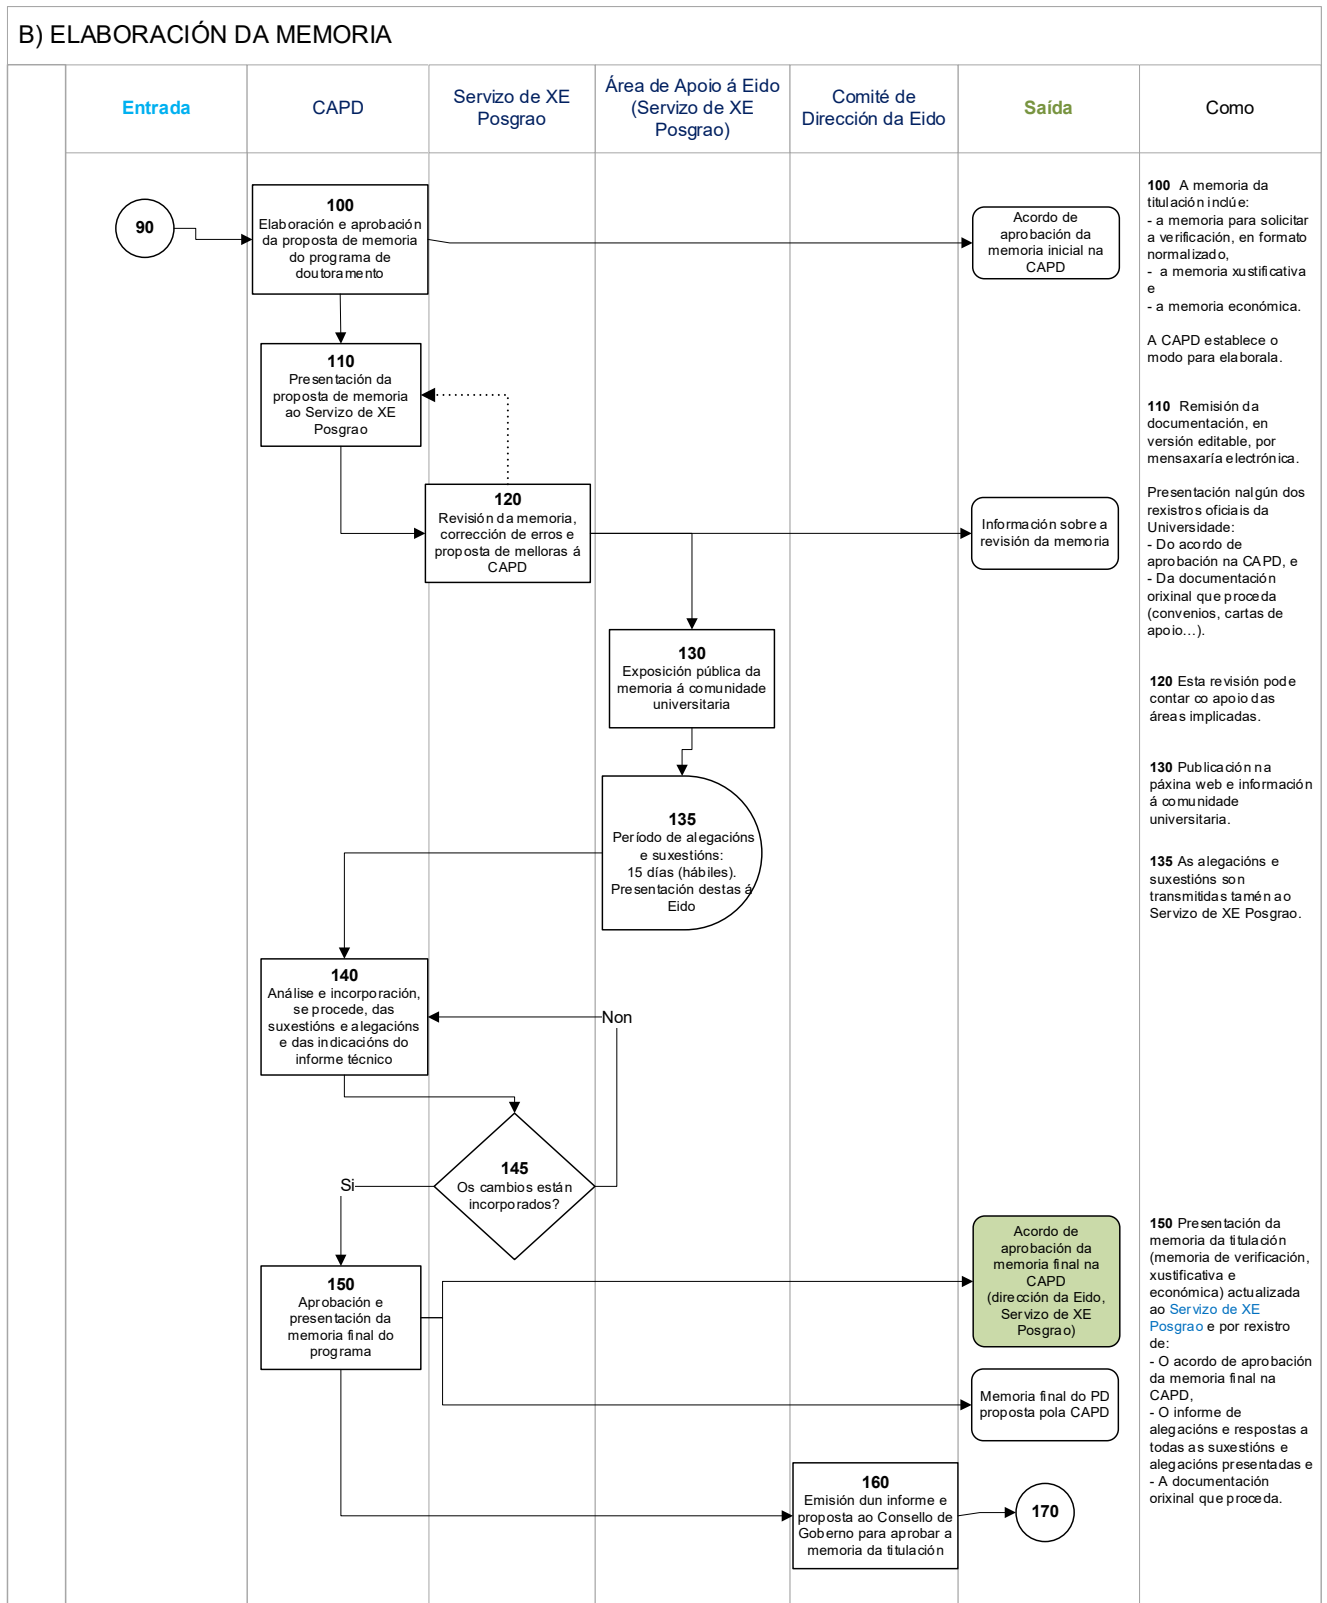 B) ELABORACIÓN DA MEMORIA
Entrada
CAPD
Servizo de XE
Posgrao
Área de Apoio á Eido
(Servizo de XE
Posgrao)
Comité de
Dirección da Eido
Saída
Como
90
100
Elaboración e aprobación
da proposta de memoria
do programa de
doutoramento
Acordo de
aprobación da
memoria inicial na
CAPD
100 A memoria da
titulación inclúe:
- a memoria para solicitar
a verificación, en formato
normalizado,
- a memoria xustificativa
e
- a memoria económica.
A CAPD establece o
modo para elaborala.
110
Presentación da
proposta de memoria
ao Servizo de XE
Posgrao
110 Remisión da
documentación, en
versión editable, por
mensaxaría electrónica.
Presentación nalgún dos
rexistros oficiais da
Universidade:
- Do acordo de
aprobación na CAPD, e
- Da documentación
orixinal que proceda
(convenios, cartas de
apoio...).
120
Revisión da memoria,
corrección de erros e
proposta de melloras á
CAPD
Información sobre a
revisión da memoria
120 Esta revisión pode
contar co apoio das
áreas implicadas.
130
Exposición pública da
memoria á comunidade
universitaria
130 Publicación na
páxina web e información
á comunidade
universitaria.
135
Período de alegacións
e suxestións:
15 días (hábiles).
Presentación destas á
Eido
135 As alegacións e
suxestións son
transmitidas tamén ao
Servizo de XE Posgrao.
140
Análise e incorporación,
se procede, das
suxestións e alegacións
e das indicacións do
informe técnico
Non
145
Os cambios están
incorporados?
Si
150
Aprobación e
presentación da
memoria final do
programa
Acordo de
aprobación da
memoria final na
CAPD
(dirección da Eido,
Servizo de XE
Posgrao)
Memoria final do PD
proposta pola CAPD
150 Presentación da
memoria da titulación
(memoria de verificación,
xustificativa e
económica) actualizada
ao Servizo de XE
Posgrao e por rexistro
de:
- O acordo de aprobación
da memoria final na
CAPD,
- O informe de
alegacións e respostas a
todas as suxestións e
alegacións presentadas e
- A documentación
orixinal que proceda.
160
Emisión dun informe e
proposta ao Consello de
Goberno para aprobar a
memoria da titulación
170